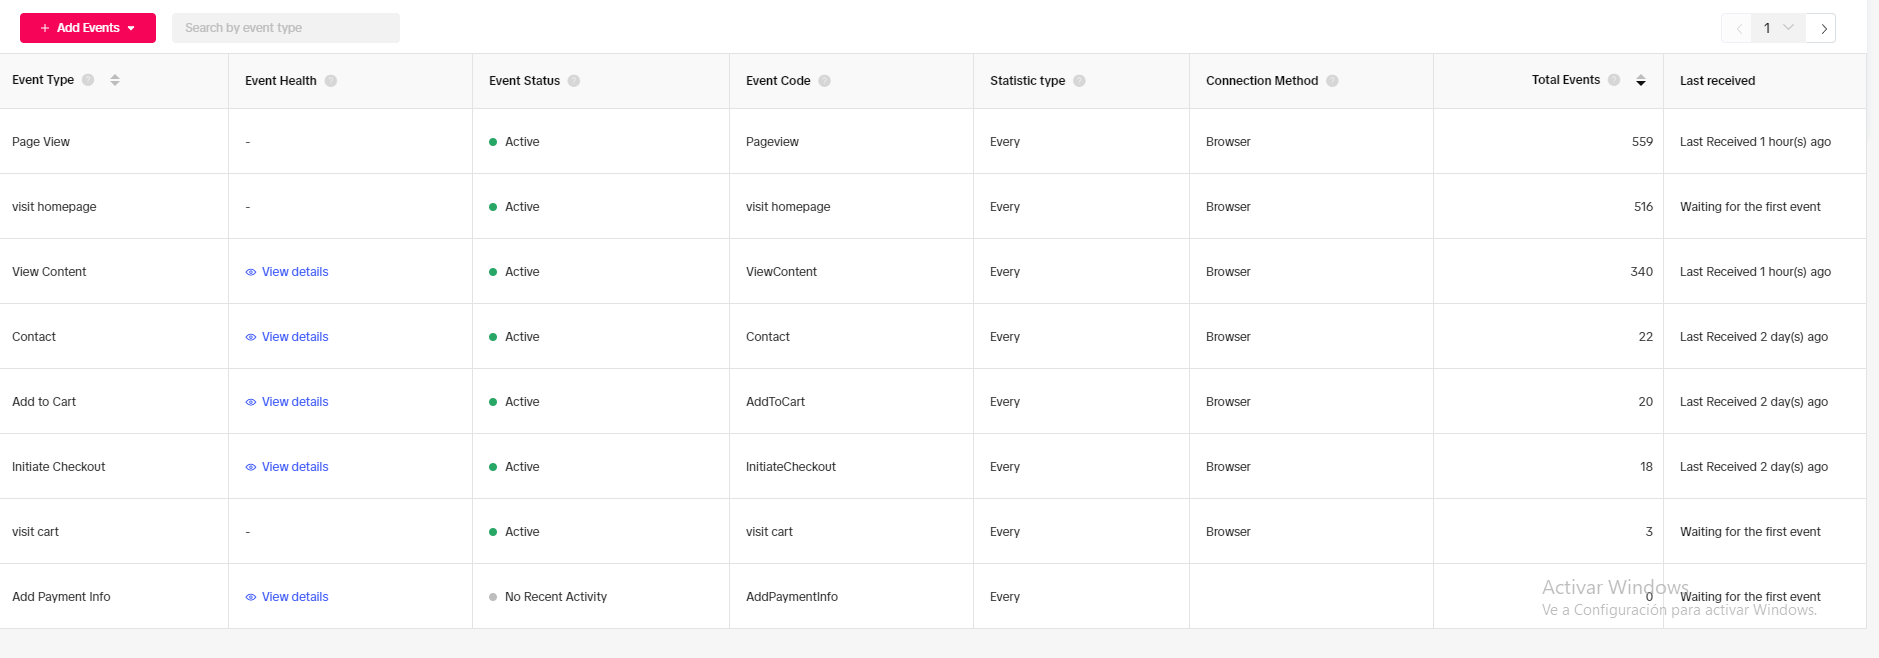 + Add Events
Search by event type
1
Event Type Event Health Event Status Event Code Statistic type Connection Method Total Events Last received
Page View - Active Pageview Every Browser 559 Last Received 1 hour(s) ago
visit homepage - Active visit homepage Every Browser 516 Waiting for the first event
View Content View details Active ViewContent Every Browser 340 Last Received 1 hour(s) ago
Contact View details Active Contact Every Browser 22 Last Received 2 day(s) ago
Add to Cart View details Active AddToCart Every Browser 20 Last Received 2 day(s) ago
Initiate Checkout View details Active InitiateCheckout Every Browser 18 Last Received 2 day(s) ago
visit cart - Active visit cart Every Browser 3 Waiting for the first event
Add Payment Info View details No Recent Activity AddPaymentInfo Every 0 Waiting for the first event
Activar Windows
Ve a Configuración para activar Windows.